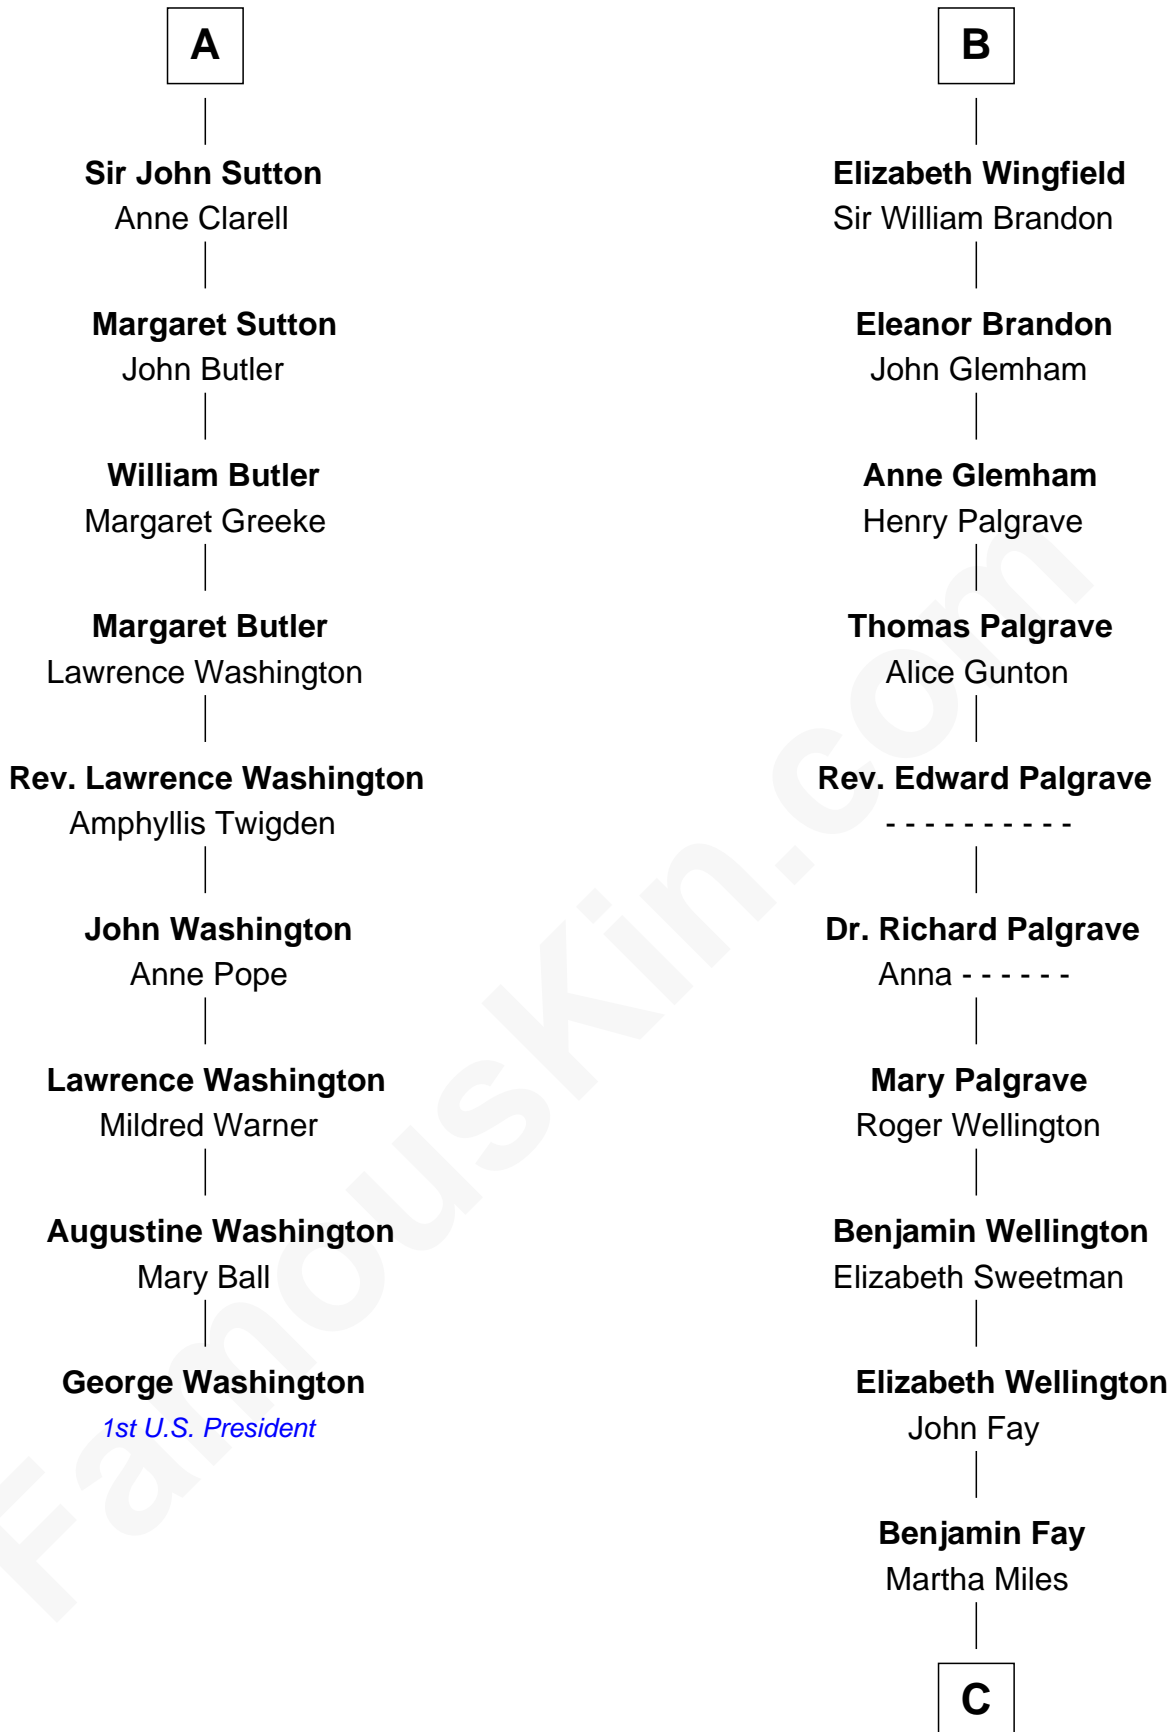 A
Sir John Sutton
Anne Clarell
Margaret Sutton
John Butler
William Butler
Margaret Greeke
Margaret Butler
Lawrence Washington
Rev. Lawrence Washington
Amphyllis Twigden
John Washington
Anne Pope
Lawrence Washington
Mildred Warner
Augustine Washington
Mary Ball
George Washington
1st U.S. President
B
Elizabeth Wingfield
Sir William Brandon
Eleanor Brandon
John Glemham
Anne Glemham
Henry Palgrave
Thomas Palgrave
Alice Gunton
Rev. Edward Palgrave
- - - - - - - - - -
Dr. Richard Palgrave
Anna - - - - - -
Mary Palgrave
Roger Wellington
Benjamin Wellington
Elizabeth Sweetman
Elizabeth Wellington
John Fay
Benjamin Fay
Martha Miles
C
FamousKin.com